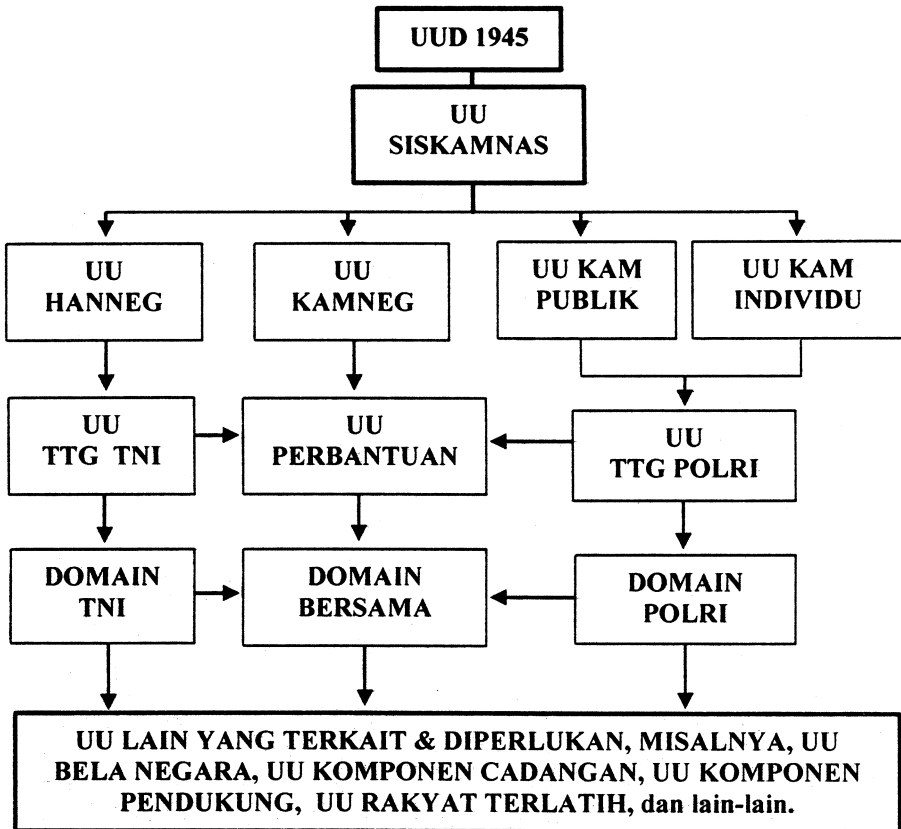 UUD 1945
UU
SISKAMNAS
UU
HANNEG
UU
KAMNEG
UU KAM
PUBLIK
UU KAM
INDIVIDU
UU
TTG TNI
UU
PERBANTUAN
UU
TTG POLRI
DOMAIN
TNI
DOMAIN
BERSAMA
DOMAIN
POLRI
UU LAIN YANG TERKAIT & DIPERLUKAN, MISALNYA, UU
BELA NEGARA, UU KOMPONEN CADANGAN, UU KOMPONEN
PENDUKUNG, UU RAKYAT TERLATIH, dan lain-lain.